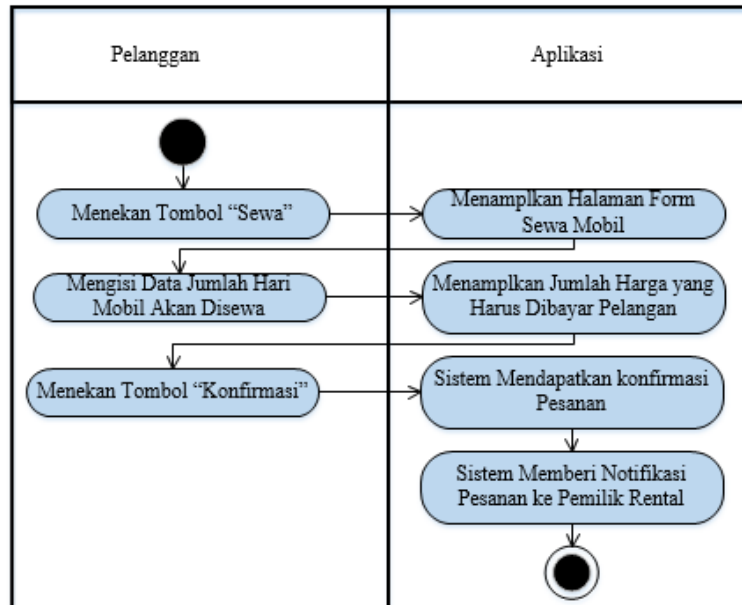 Pelanggan
Aplikasi
Menekan Tombol “Sewa”
Menamplkan Halaman Form
Sewa Mobil
Mengisi Data Jumlah Hari
Mobil Akan Disewa
Menamplkan Jumlah Harga yang
Harus Dibayar Pelangan
Menekan Tombol “Konfirmasi”
Sistem Mendapatkan konfirmasi
Pesanan
Sistem Memberi Notifikasi
Pesanan ke Pemilik Rental